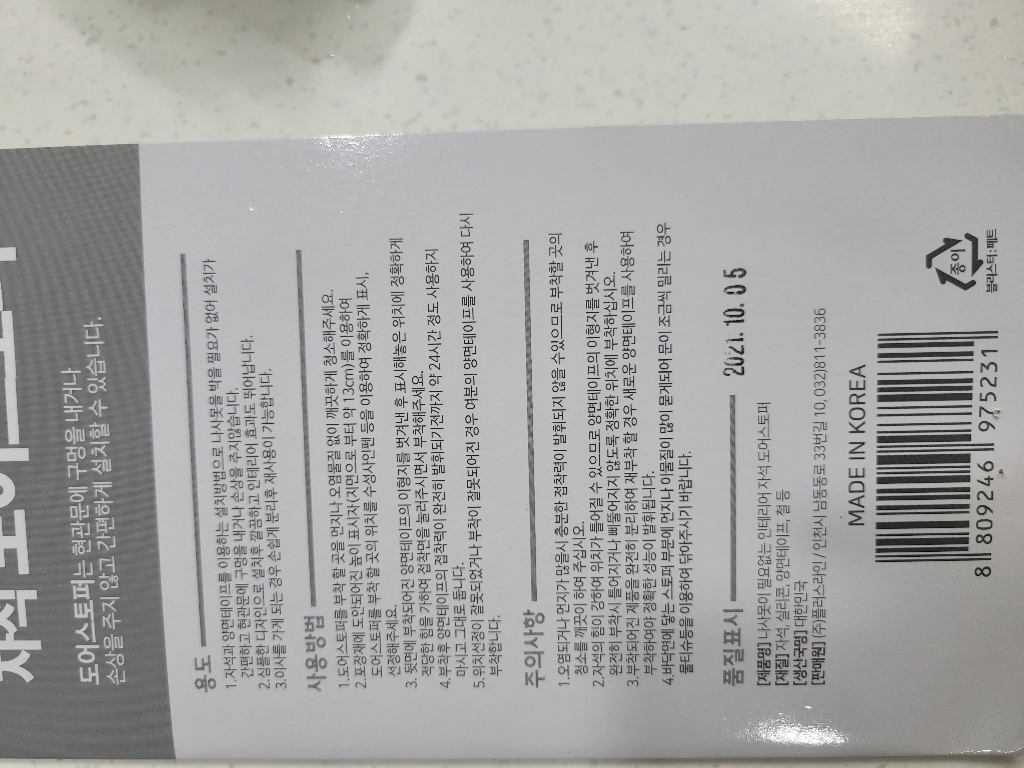 자석 도어스토퍼
도어스토퍼는 현관문에 구멍을내거나
손상을 주지 않고 간편하게 설치할 수 있습니다.
용도
1.자석과 양면테이프를 이용하는 설치방법으로 나사못을 박을 필요가 없어 설치가
간편하고 현관문에 구멍을 내거나 손상을 주지않습니다.
2.심플한 디자인으로 설치후 깔끔하고 인테리어 효과도 뛰어납니다.
3.이사를 가게 되는 경우 손쉽게 분리후 재사용이 가능합니다.
사용방법
1.도어스토퍼를 부착할 곳을 먼지나 오염물질 없이 깨끗하게 청소해주세요.
2.포장재에 도안되어진 높이 표시자(지면으로 부터 약 13cm)를 이용하여
도어스토퍼를 부착 할 곳의 위치를 수성사인펜 등을 이용하여 정확하게 표시,
선정해주세요.
3. 뒷면에 부착되어진 양면테이프의 이형지를 벗겨낸 후 표시해놓은 위치에 정확하게
적당한 힘을 가하여 접착면을 눌러주시면서 부착해주세요.
4.부착후 양면테이프의 접착력이 완전히 발휘되기전까지 약 24시간 정도 사용하지
마시고 그대로 둡니다.
5.위치선정이 잘못되었거나 부착이 잘못되어진 경우 여분의 양면테이프를 사용하여 다시
부착합니다.
주의사항
1.오염되거나 먼지가 많을시 충분한 접착력이 발휘되지 않을 수있으므로 부착할 곳의
청소를 깨끗이 하여 주십시오.
2.자석의 힘이 강하여 위치가 틀어질 수 있으므로 양면테이프의 이형지를 벗겨낸 후
완전히 부착시 틀어지거나 삐뚤어지지 않도록 정확한 위치에 부착하십시오.
3.부착되어진 제품을 완전히 분리하여 재부착 할 경우 새로운 양면테이프를 사용하여
부착하여야 정확한 성능이 발휘됩니다.
4.바닥면에 닿는 스토퍼 부분에 먼지나 이물질이 많이 묻게되어 문이 조금씩 밀리는 경우
물티슈등을 이용하여 닦아주시기 바랍니다.
품질표시
2021. 10. 05
[제품명] 나사못이 필요없는 인테리어 자석 도어스토퍼
[재질] 자석, 실리콘, 양면테이프, 철 등
[생산국명] 대한민국
[판매원] (주)플러스라인 / 인천시 남동동로 33번길 10, 032)811-3836
MADE IN KOREA
8 809246 975231
종이
블리스터:페트